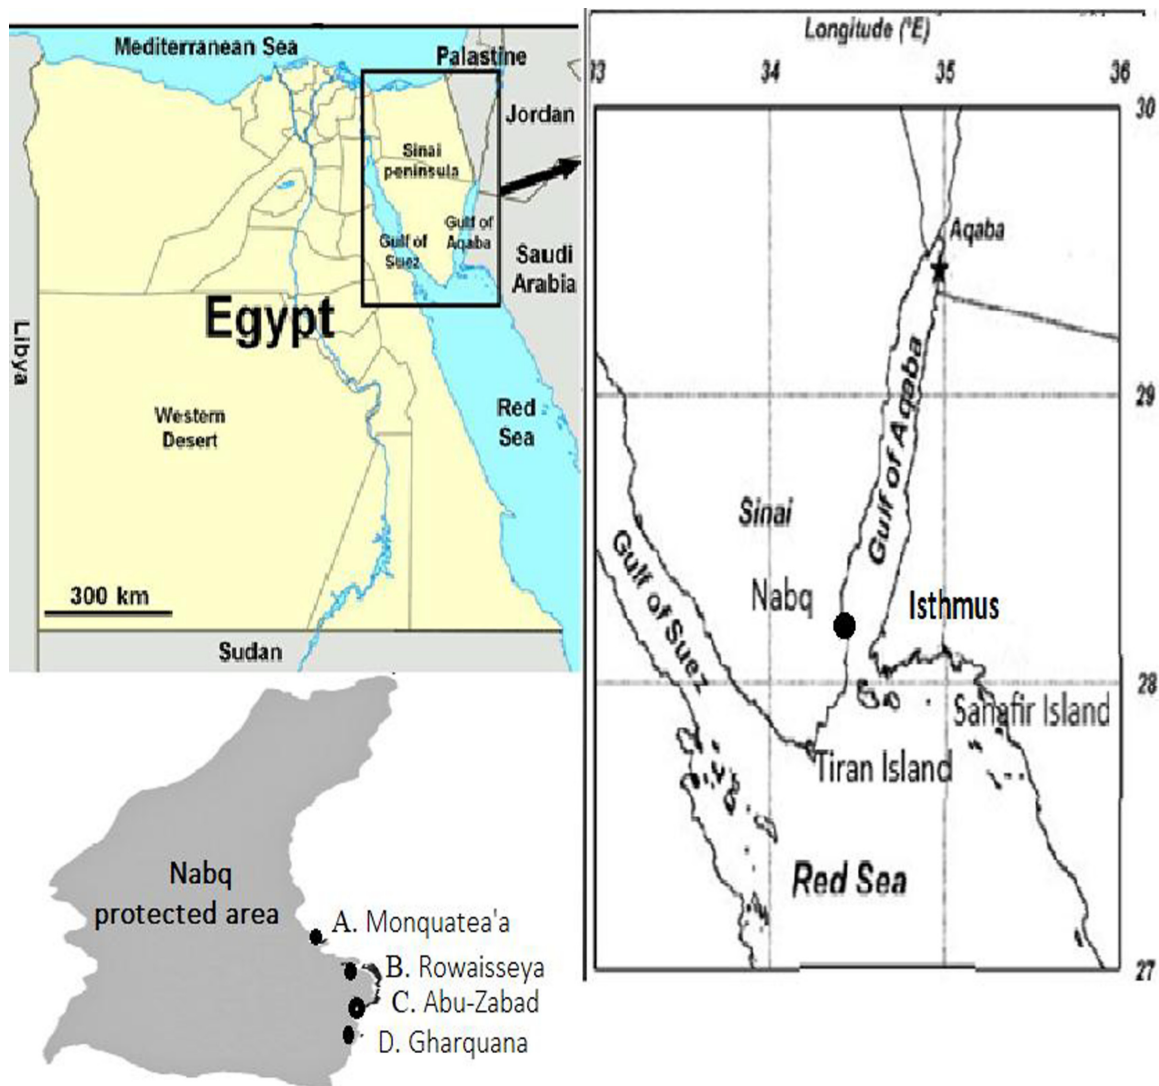 Mediterranean Sea
Palastine
Jordan
Sinai
peninsula
Gulf of
Aqaba
Gulf of
Suez
Saudi
Arabia
Egypt
Libya
Western
Desert
Red
Sea
300 km
Sudan
Longitude (°E)
33 34 35 36
30
Aqaba
29
Gulf of Aqaba
Sinai
Gulf of Suez
Nabq
Isthmus
28
Sanafir Island
Tiran Island
Red Sea
27
Nabq
protected area
A. Monquatea'a
B. Rowaisseya
C. Abu-Zabad
D. Gharquana